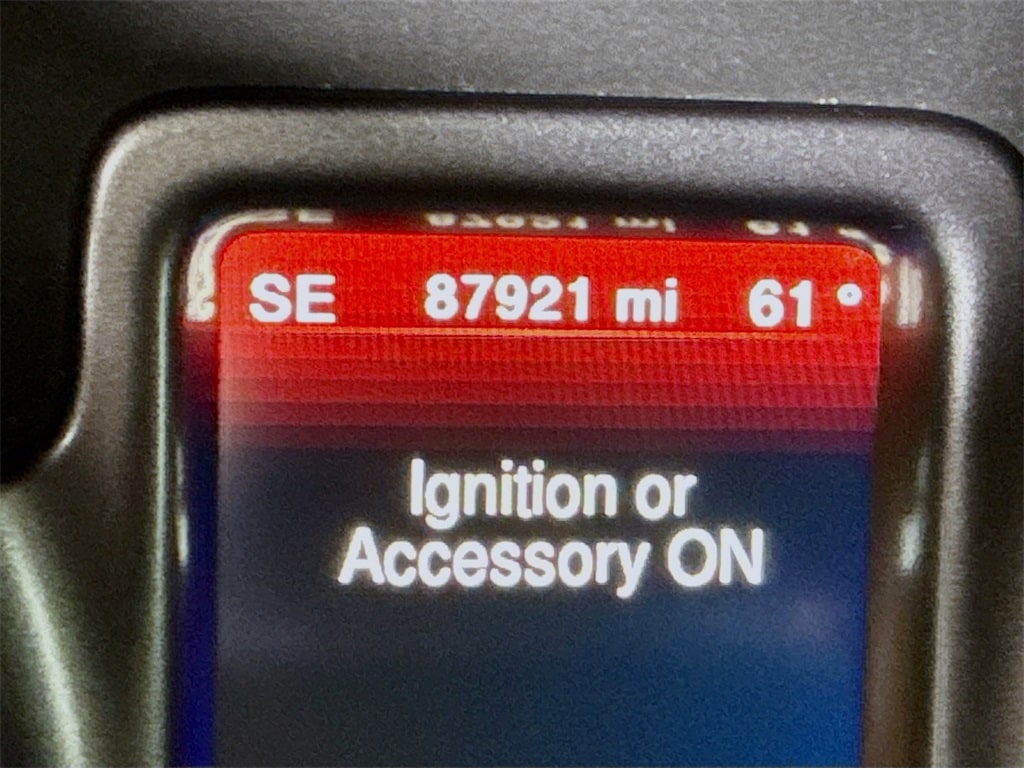 SE 87921 mi 61°
Ignition or
Accessory ON